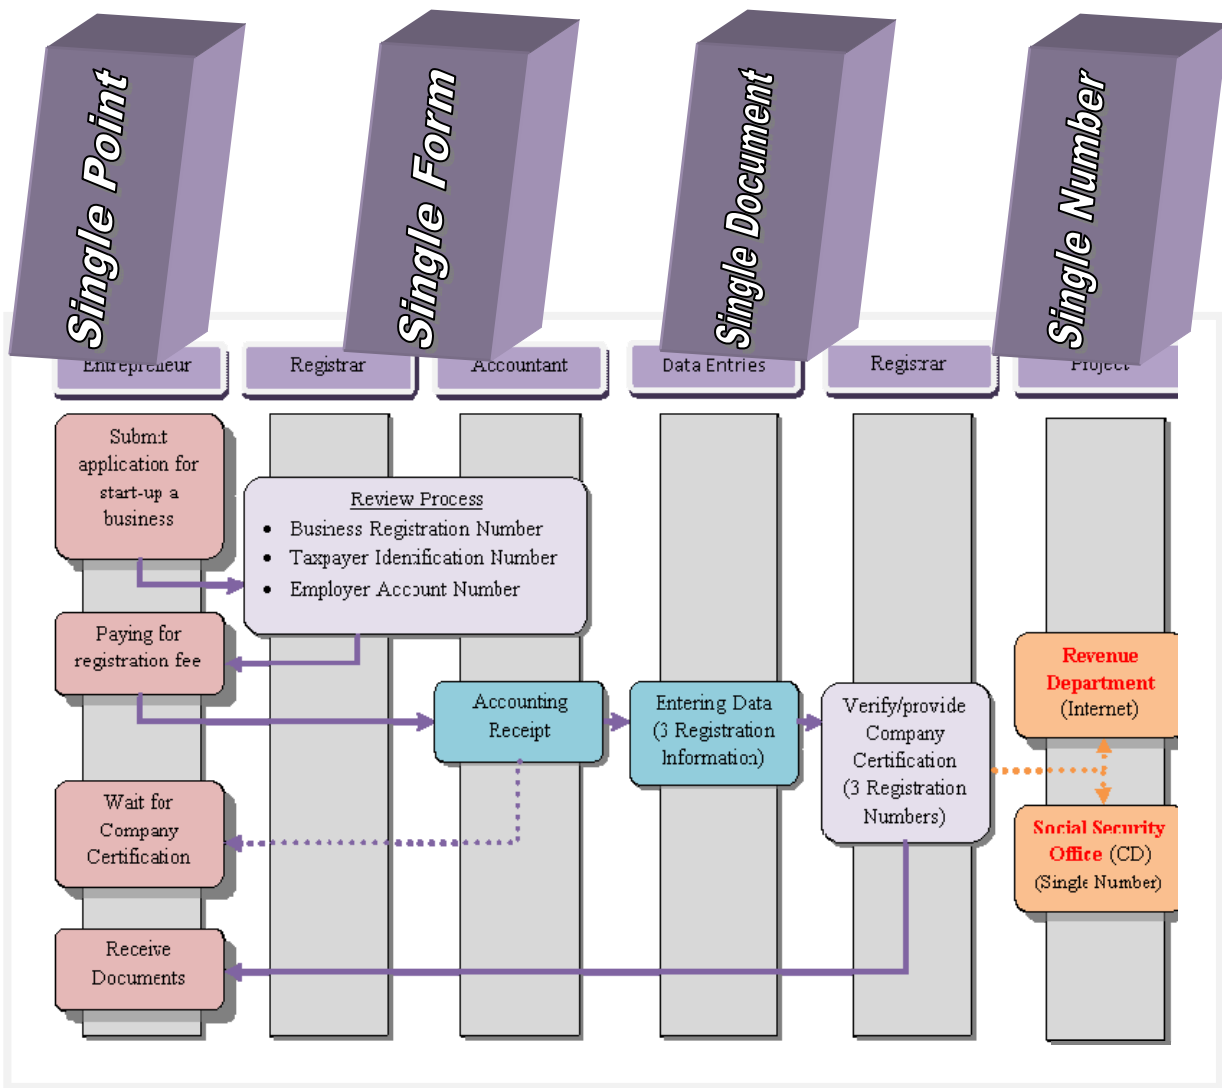 Single Point
Single Form
Single Document
Single Number
Entrepreneur
Registrar
Accountant
Data Entries
Registrar
Project
Submit
application for
start-up a
business
Review Process
• Business Registration Number
• Taxpayer Identification Number
• Employer Account Number
Paying for
registration fee
Accounting
Receipt
Entering Data
(3 Registration
Information)
Verify/provide
Company
Certification
(3 Registration
Numbers)
Revenue
Department
(Internet)
Social Security
Office (CD)
(Single Number)
Wait for
Company
Certification
Receive
Documents